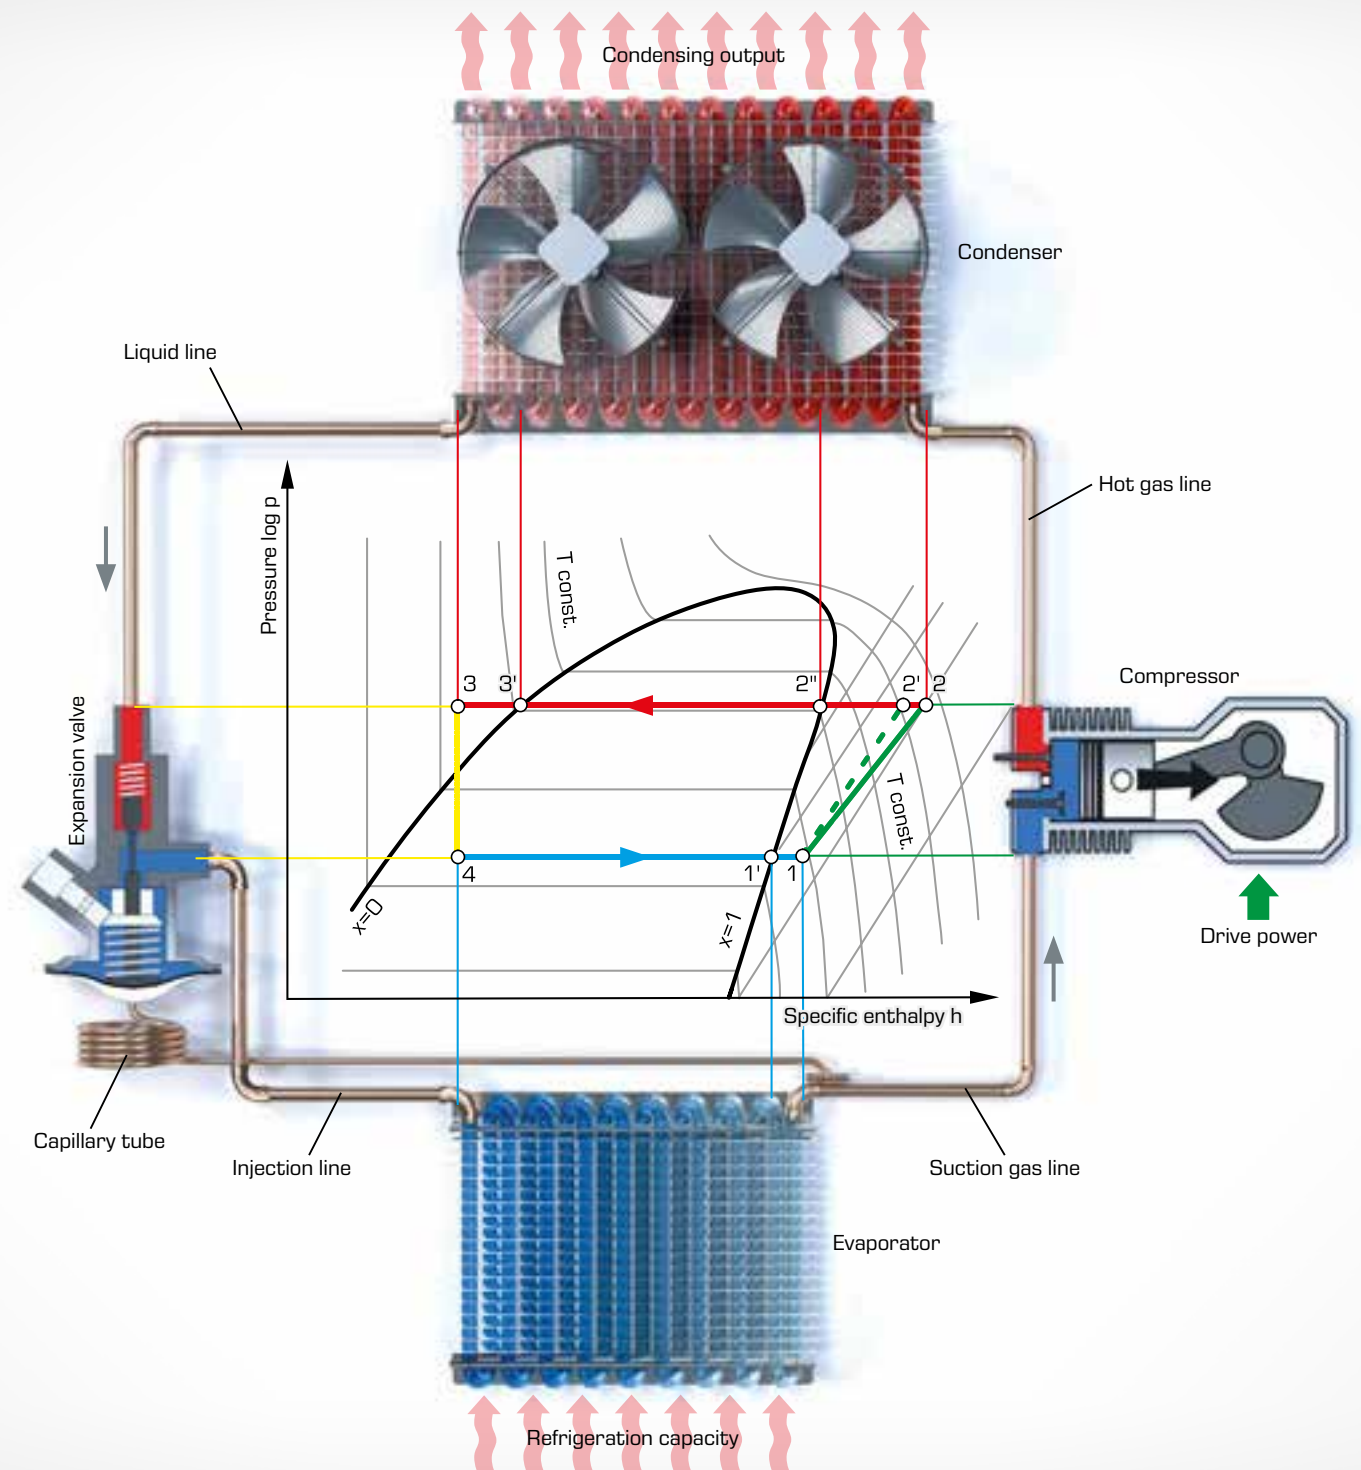 Condensing output
Condenser
Liquid line
Hot gas line
Pressure log p
T const.
Compressor
Expansion valve
3
3'
2"
2'
2
T const.
4
1'
1
x=0
x=1
Drive power
Specific enthalpy h
Capillary tube
Injection line
Suction gas line
Evaporator
Refrigeration capacity